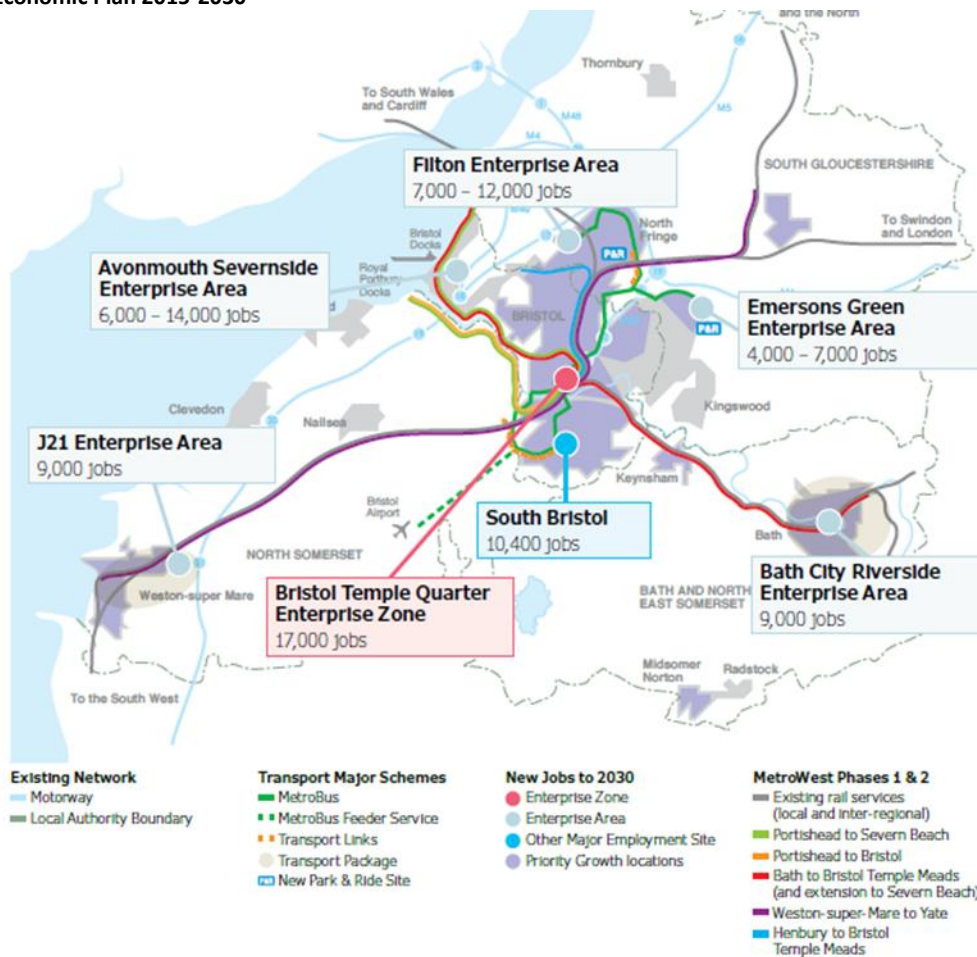 Economic Plan 2015-2030
and the North
Thornbury
To South Wales
and Cardiff
M48
M5
M4
Filton Enterprise Area
7,000 – 12,000 jobs
SOUTH GLOUCESTERSHIRE
North
Fringe
To Swindon
and London
Bristol
Docks
P&R
Avonmouth Severnside
Enterprise Area
6,000 – 14,000 jobs
Royal
Portbury
Docks
BRISTOL
Emersons Green
Enterprise Area
4,000 – 7,000 jobs
P&R
Clevedon
Nailsea
Kingswood
J21 Enterprise Area
9,000 jobs
Keynsham
Bristol
Airport
South Bristol
10,400 jobs
Bath
NORTH SOMERSET
Bristol Temple Quarter
Enterprise Zone
17,000 jobs
Weston-super Mare
BATH AND NORTH
EAST SOMERSET
Bath City Riverside
Enterprise Area
9,000 jobs
Midsomer
Norton
Radstock
To the South West
Existing Network
Motorway
Local Authority Boundary
Transport Major Schemes
MetroBus
MetroBus Feeder Service
Transport Links
Transport Package
P&R New Park & Ride Site
New Jobs to 2030
Enterprise Zone
Enterprise Area
Other Major Employment Site
Priority Growth locations
MetroWest Phases 1 & 2
Existing rail services
(local and inter-regional)
Portishead to Severn Beach
Portishead to Bristol
Bath to Bristol Temple Meads
(and extension to Severn Beach)
Weston-super-Mare to Yate
Henbury to Bristol
Temple Meads